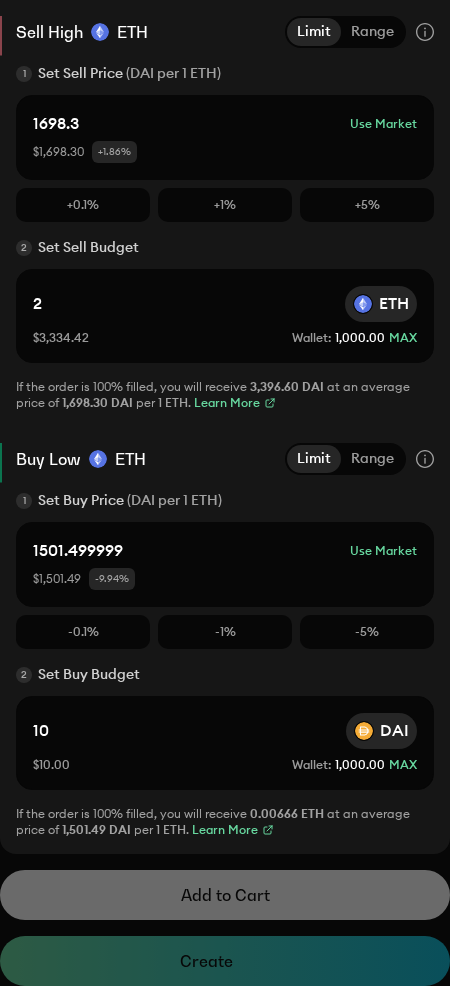 Sell High ETH Limit Range
1 Set Sell Price (DAI per 1 ETH)
1698.3 Use Market
$1,698.30 +1.86%
+0.1% +1% +5%
2 Set Sell Budget
2 ETH
$3,334.42 Wallet: 1,000.00 MAX
If the order is 100% filled, you will receive 3,396.60 DAI at an average
price of 1,698.30 DAI per 1 ETH. Learn More
Buy Low ETH Limit Range
1 Set Buy Price (DAI per 1 ETH)
1501.499999 Use Market
$1,501.49 -9.94%
-0.1% -1% -5%
2 Set Buy Budget
10 DAI
$10.00 Wallet: 1,000.00 MAX
If the order is 100% filled, you will receive 0.00666 ETH at an average
price of 1,501.49 DAI per 1 ETH. Learn More
Add to Cart
Create